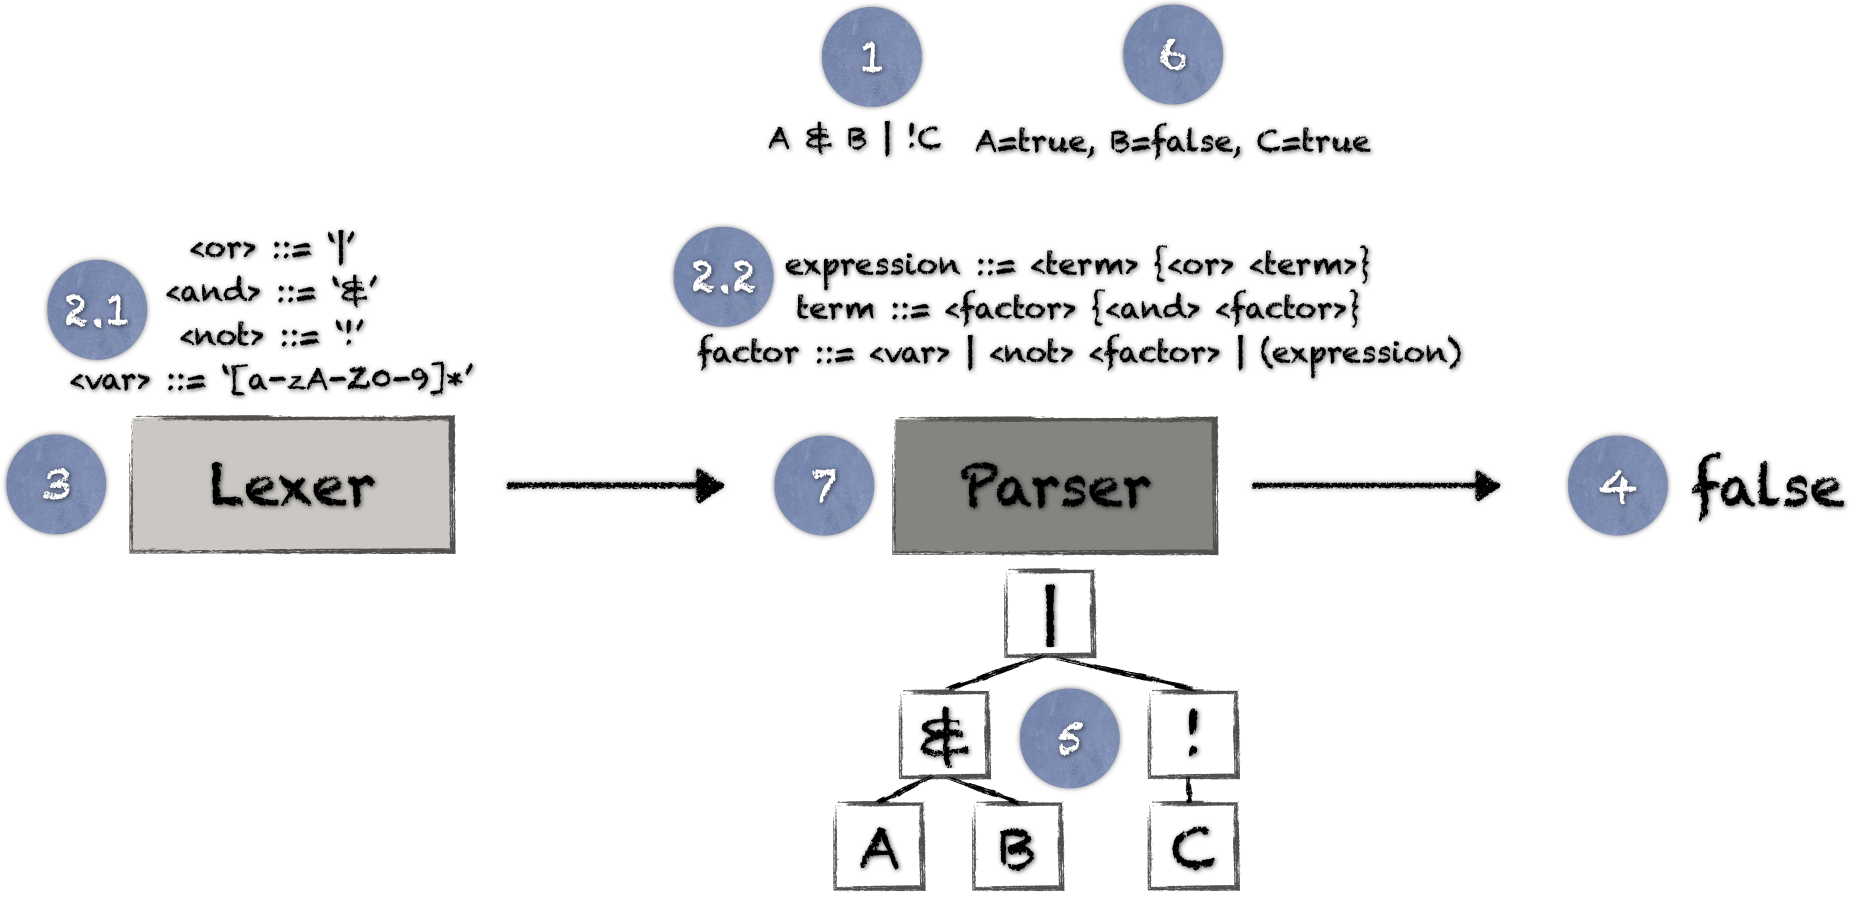 1
6
A & B | !C
A=true, B=false, C=true
2.1
<or> ::= ‘|’
<and> ::= ‘&’
<not> ::= ‘!’
<var> ::= ‘[a-zA-Z0-9]*’
2.2
expression ::= <term> {<or> <term>}
term ::= <factor> {<and> <factor>}
factor ::= <var> | <not> <factor> | (expression)
3
Lexer
7
Parser
4
false
|
&
5
!
A
B
C